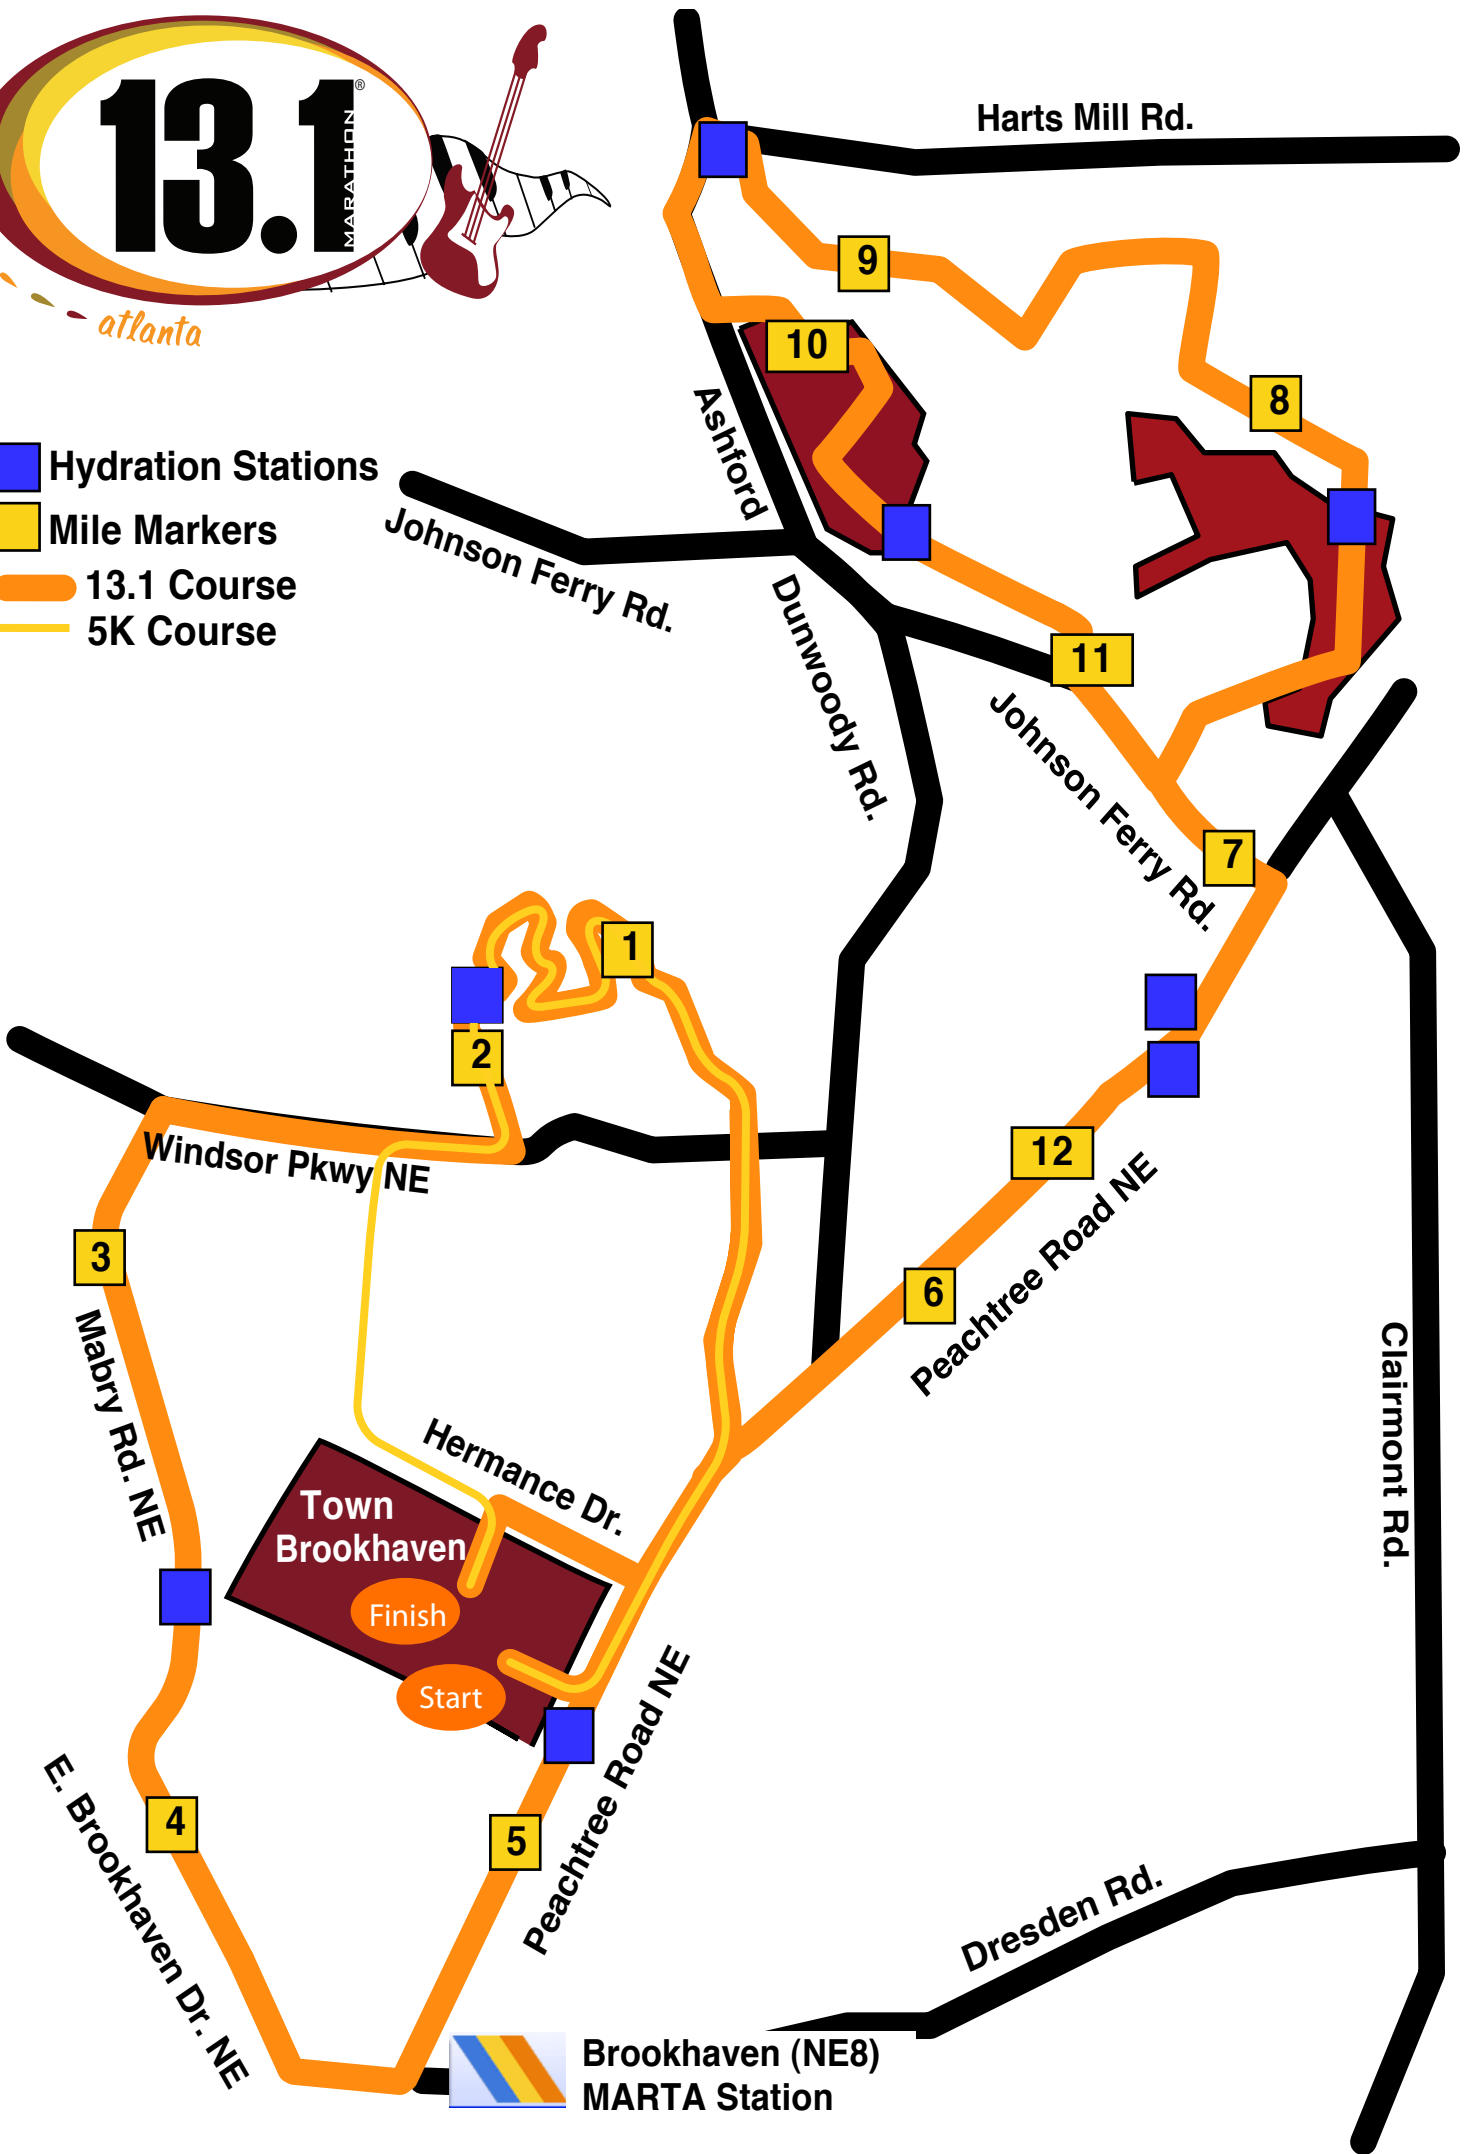 13.1®
MARATHON
atlanta
Harts Mill Rd.
9
10
8
Ashford
Hydration Stations
Mile Markers
13.1 Course
5K Course
Johnson Ferry Rd.
Dunwoody Rd.
11
Johnson Ferry Rd.
7
1
2
Windsor Pkwy NE
12
3
6
Peachtree Road NE
Mabry Rd. NE
Clairmont Rd.
Hermance Dr.
Town
Brookhaven
Finish
Start
Peachtree Road NE
4
5
E. Brookhaven Dr. NE
Dresden Rd.
Brookhaven (NE8)
MARTA Station